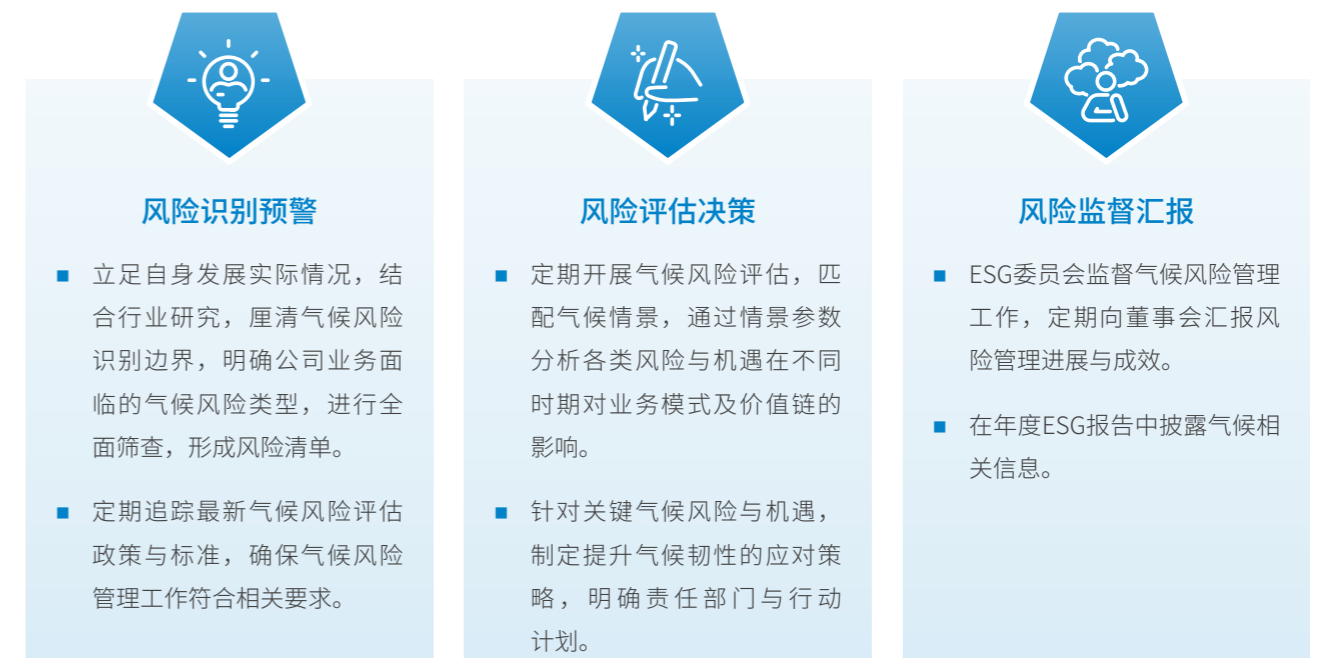 风险识别预警
立足自身发展实际情况，结
合行业研究，厘清气候风险
识别边界，明确公司业务面
临的气候风险类型，进行全
面筛查，形成风险清单。
定期追踪最新气候风险评估
政策与标准，确保气候风险
管理工作符合相关要求。
风险评估决策
定期开展气候风险评估，匹
配气候情景，通过情景参数
分析各类风险与机遇在不同
时期对业务模式及价值链的
影响。
针对关键气候风险与机遇，
制定提升气候韧性的应对策
略，明确责任部门与行动
计划。
风险监督汇报
ESG委员会监督气候风险管理
工作，定期向董事会汇报风
险管理进展与成效。
在年度ESG报告中披露气候相
关信息。